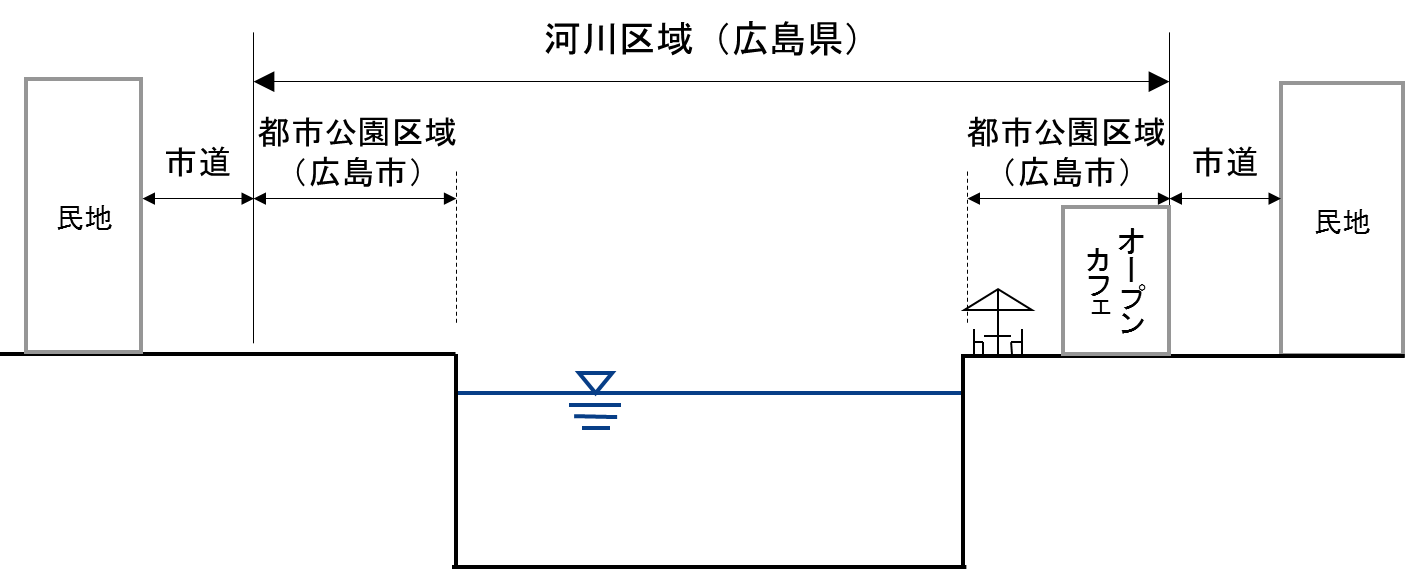 河川区域（広島県）
都市公園区域
（広島市）
市道
民地
都市公園区域
（広島市）
市道
民地
オープン
カフェ